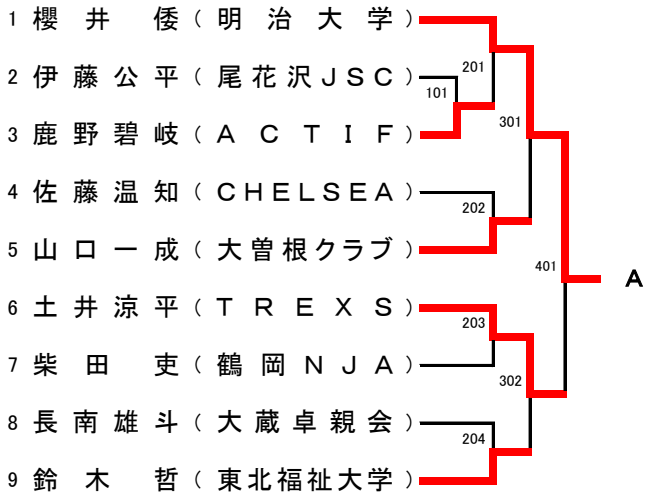 1 櫻井 倭 (明治大学)
2 伊藤公平 (尾花沢JSC)
3 鹿野碧岐 (ACTIF)
4 佐藤温知 (CHELSEA)
5 山口一成 (大曽根クラブ)
6 土井涼平 (TREXS)
7 柴田 吏 (鶴岡NJA)
8 長南雄斗 (大蔵卓親会)
9 鈴木 哲 (東北福祉大学)
101
201
202
203
204
301
302
401
A